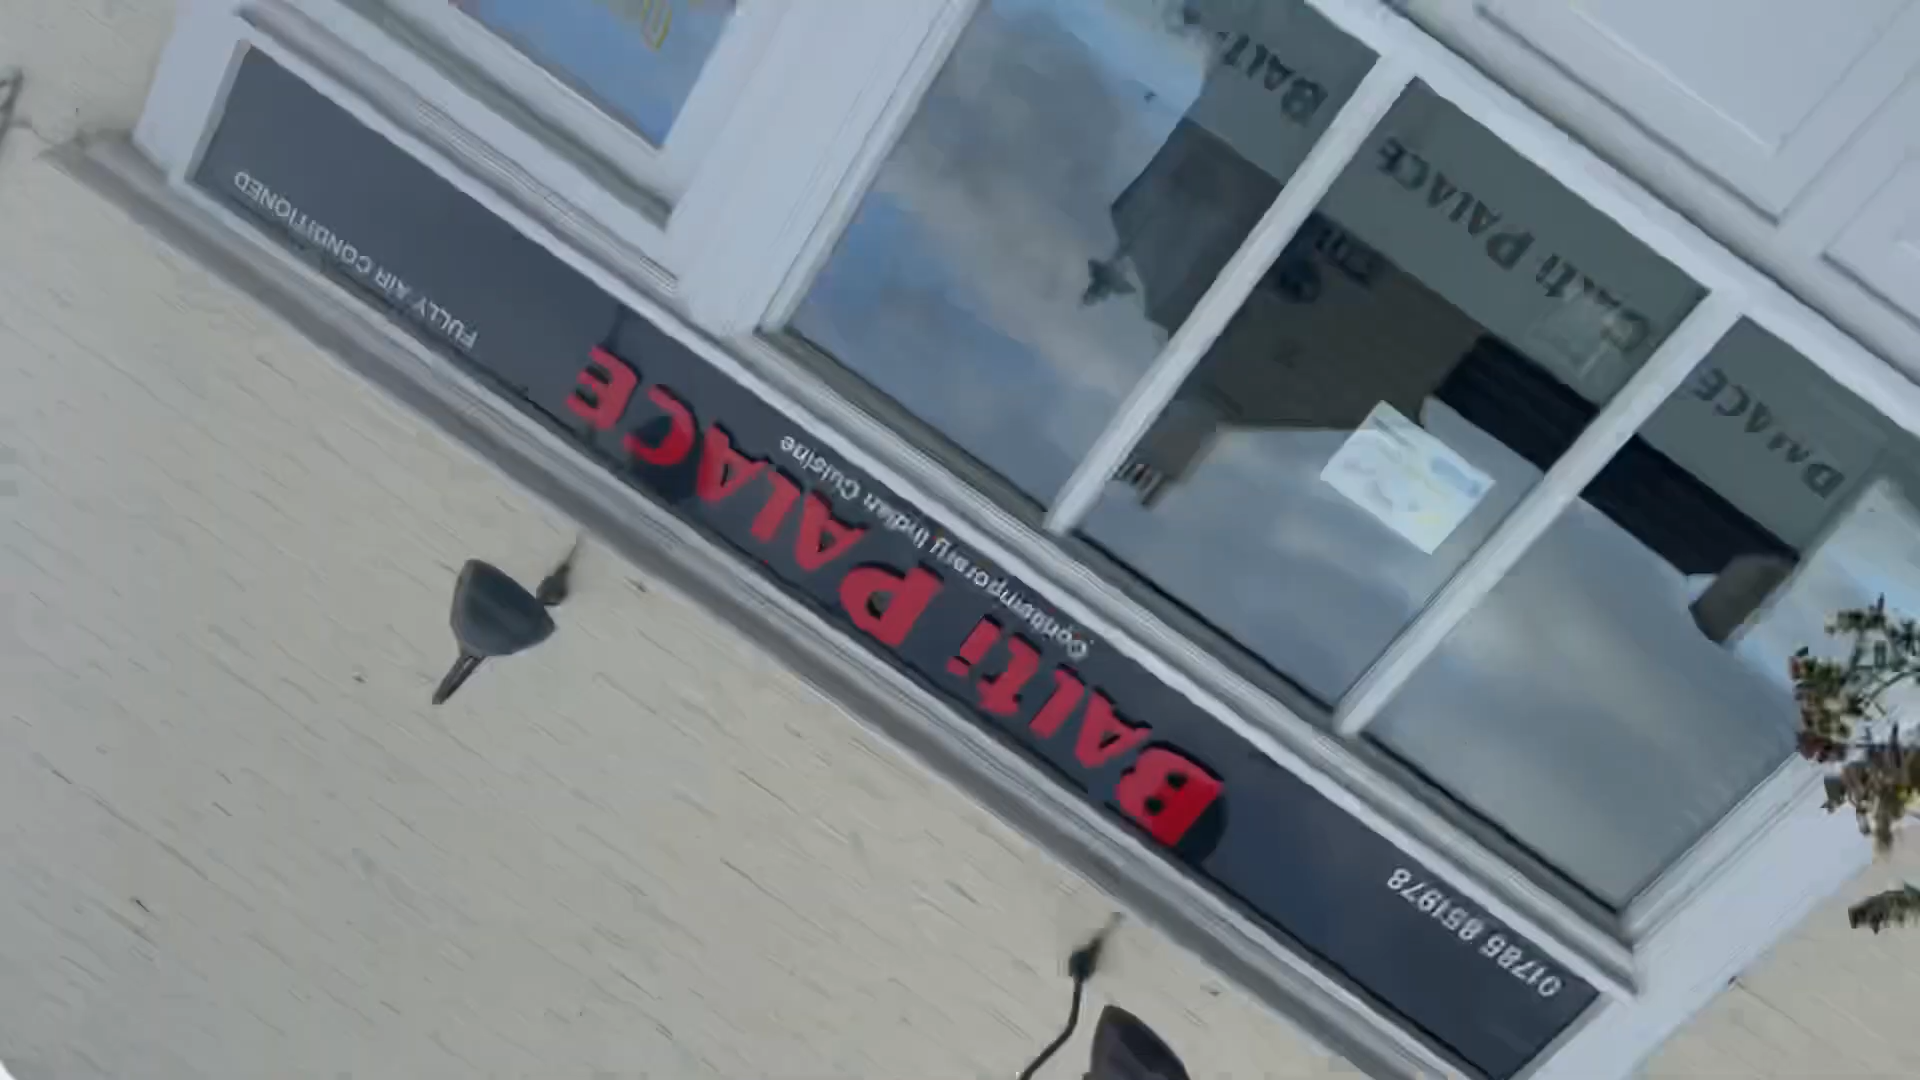 01785 851978
BALTI PALACE
Contemporary Indian Cuisine
FULLY AIR CONDITIONED
BALTI
BALTI PALACE
PALACE